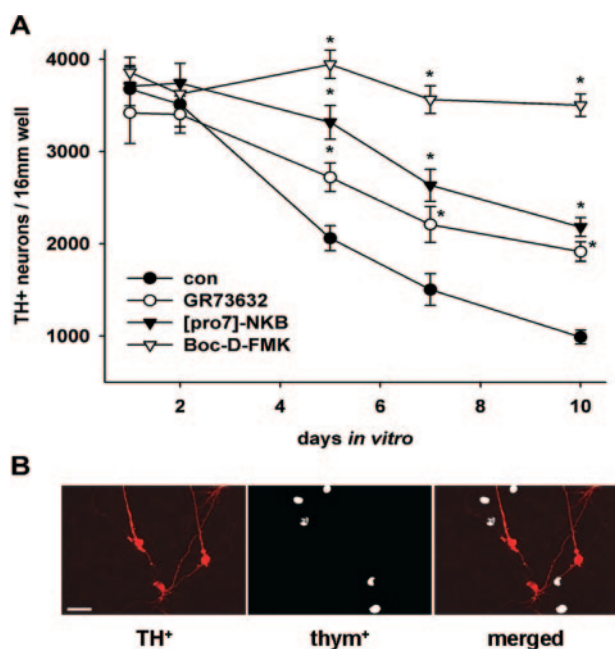 A
TH+ neurons / 16mm well
4000
3000
2000
1000
* * *
* * *
* * *
con
GR73632
[pro7]-NKB
Boc-D-FMK
2 4 6 8 10
days in vitro
B
TH+ thym+ merged